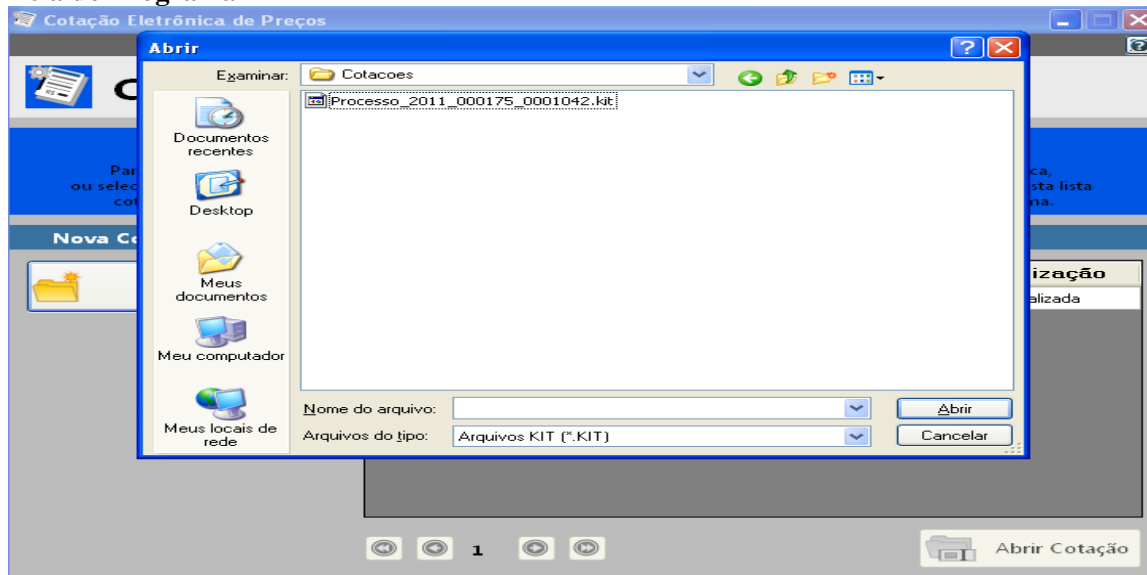 Cotação Eletrônica de Preços
Abrir
Examinar:
Cotacoes
Processo_2011_000175_0001042.kit
Documentos
recentes
Desktop
Meus
documentos
Meu computador
Meus locais de
rede
Nome do arquivo:
Abrir
Arquivos do tipo:
Arquivos KIT (*.KIT)
Cancelar
C
Par
ca,
ou selec
sta lista
cot
na.
Nova Co
ização
alizada
1
Abrir Cotação